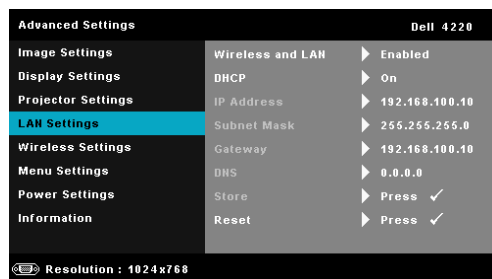 Advanced Settings Dell 4220
Image Settings
Display Settings
Projector Settings
LAN Settings
Wireless Settings
Menu Settings
Power Settings
Information
Wireless and LAN Enabled
DHCP On
IP Address 192.168.100.10
Subnet Mask 255.255.255.0
Gateway 192.168.100.10
DNS 0.0.0.0
Store Press ✓
Reset Press ✓
Resolution : 1024x768